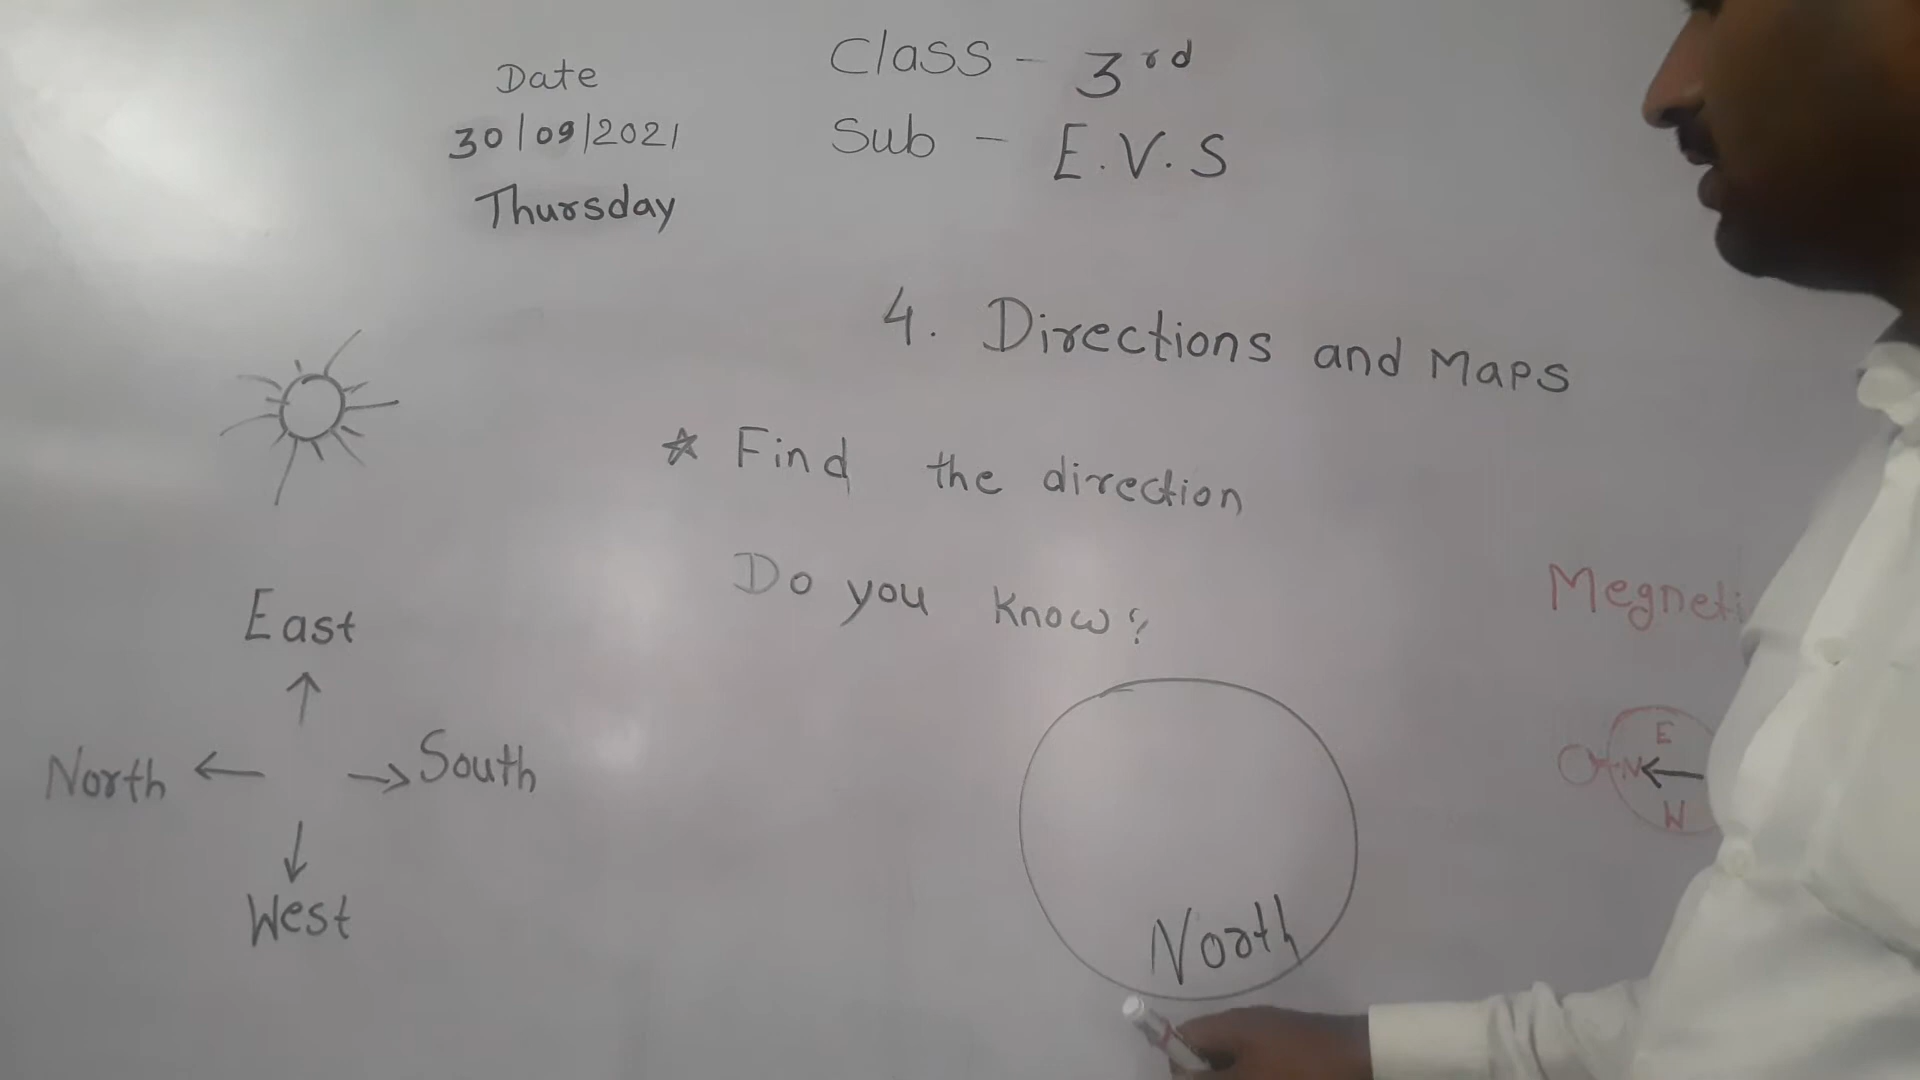 Date
30/09/2021
Thursday
Class - 3rd
Sub - E.V.S
4. Directions and Maps
☆ Find the direction
Do you know?
East
North ← → South
West
North
E
N
W